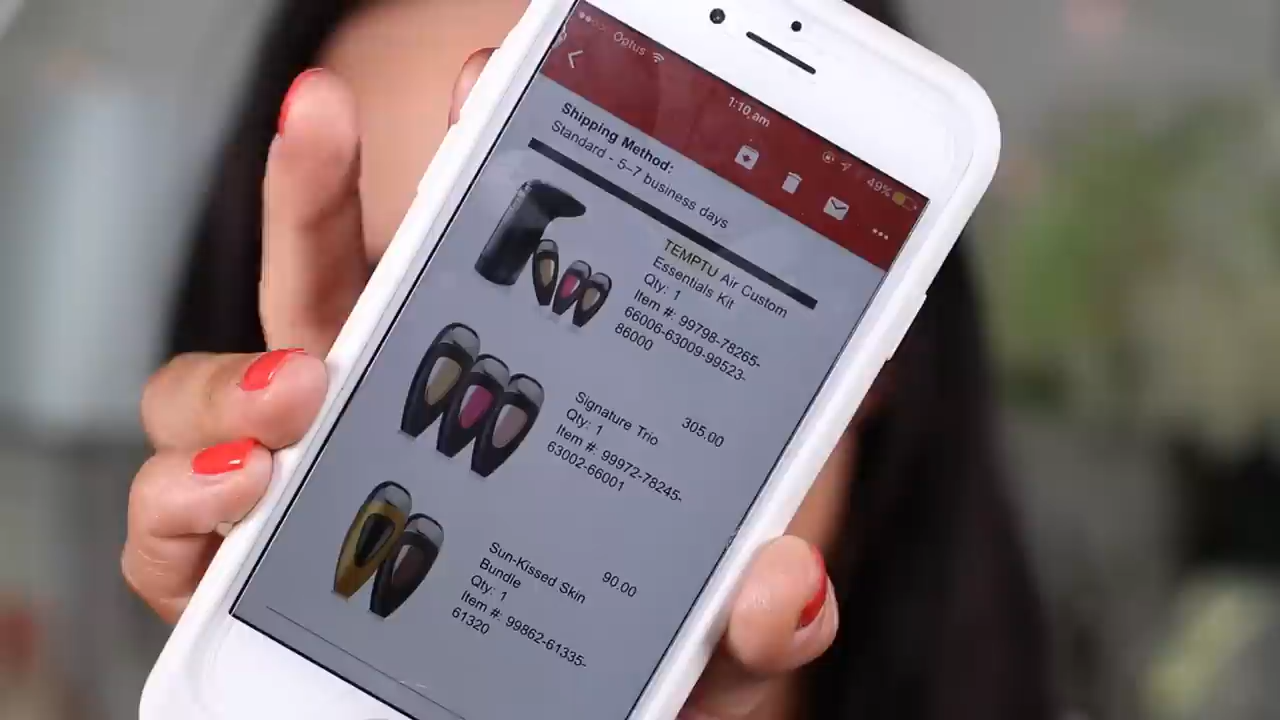 Optus
1:10 am
49%
Shipping Method:
Standard - 5–7 business days
TEMPTU Air Custom
Essentials Kit
Qty: 1
Item #: 99798-78265-
66006-63009-99523-
86000
305.00
Signature Trio
Qty: 1
Item #: 99972-78245-
63002-66001
90.00
Sun-Kissed Skin
Bundle
Qty: 1
Item #: 99862-61335-
61320